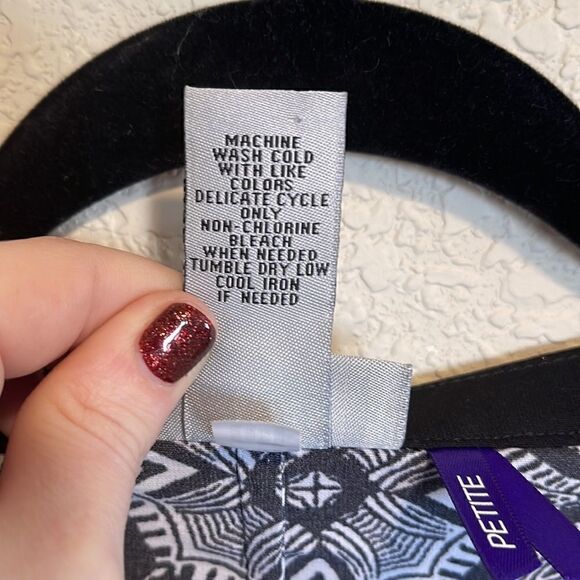 MACHINE
WASH COLD
WITH LIKE
COLORS
DELICATE CYCLE
ONLY
NON-CHLORINE
BLEACH
WHEN NEEDED
TUMBLE DRY LOW
COOL IRON
IF NEEDED
PETITE